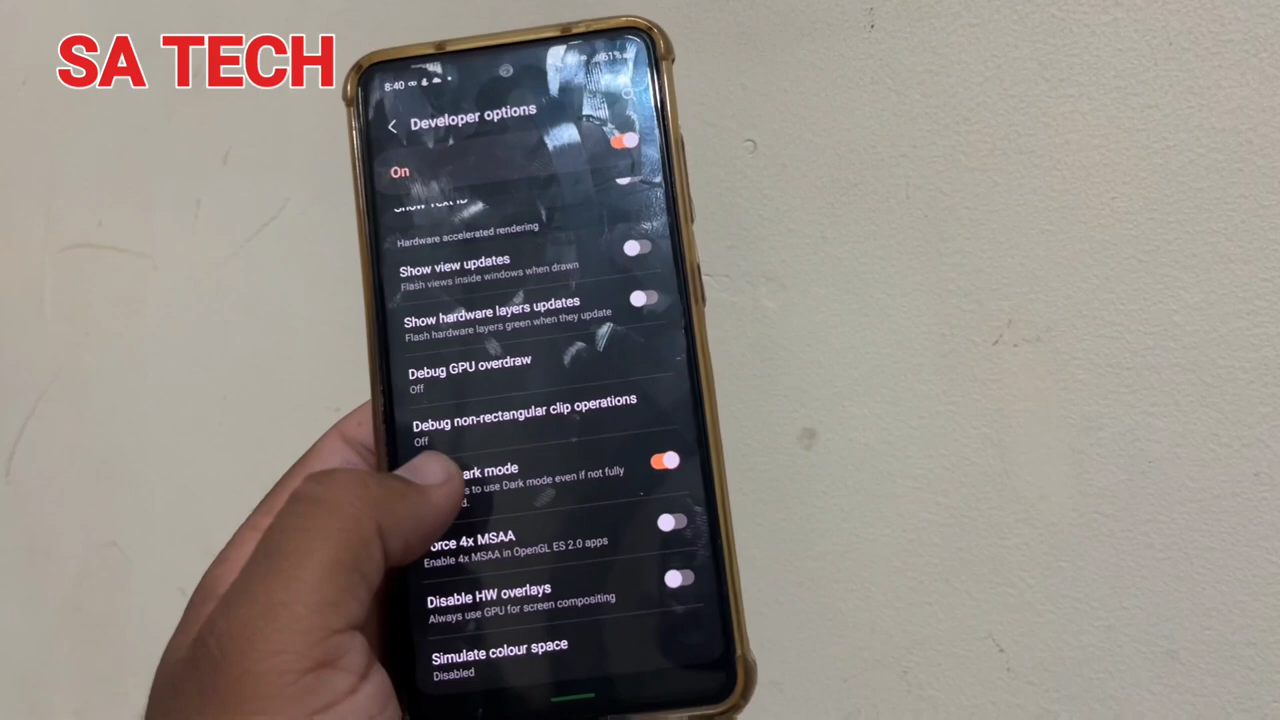 SA TECH
8:40
51%
Developer options
On
Hardware accelerated rendering
Show view updates
Flash views inside windows when drawn
Show hardware layers updates
Flash hardware layers green when they update
Debug GPU overdraw
Off
Debug non-rectangular clip operations
Off
ark mode
s to use Dark mode even if not fully
d.
orce 4x MSAA
Enable 4x MSAA in OpenGL ES 2.0 apps
Disable HW overlays
Always use GPU for screen compositing
Simulate colour space
Disabled